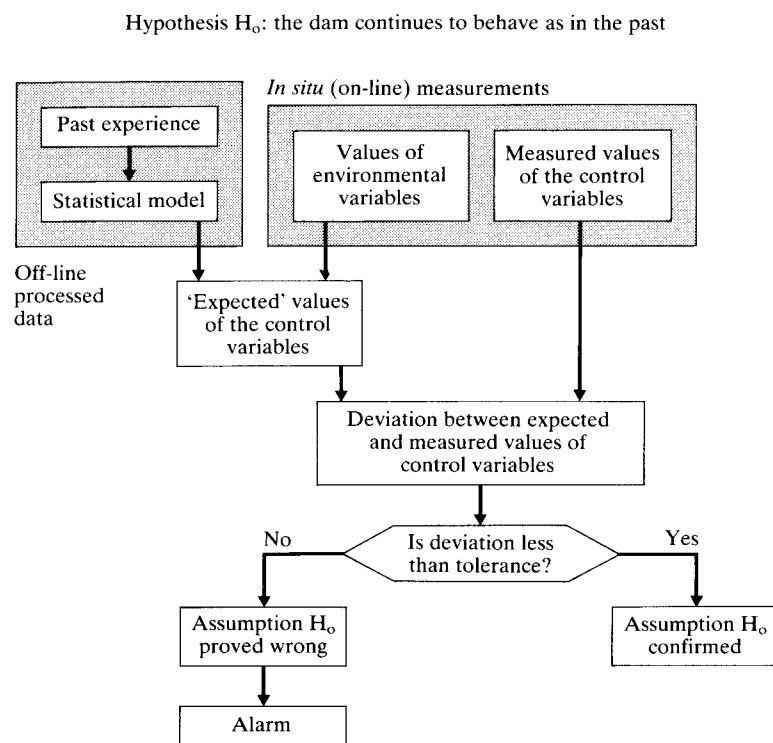 Hypothesis Hₒ: the dam continues to behave as in the past
In situ (on-line) measurements
Past experience
Statistical model
Off-line
processed
data
Values of
environmental
variables
Measured values
of the control
variables
‘Expected’ values
of the control
variables
Deviation between expected
and measured values of
control variables
Is deviation less
than tolerance?
No
Yes
Assumption Hₒ
proved wrong
Assumption Hₒ
confirmed
Alarm